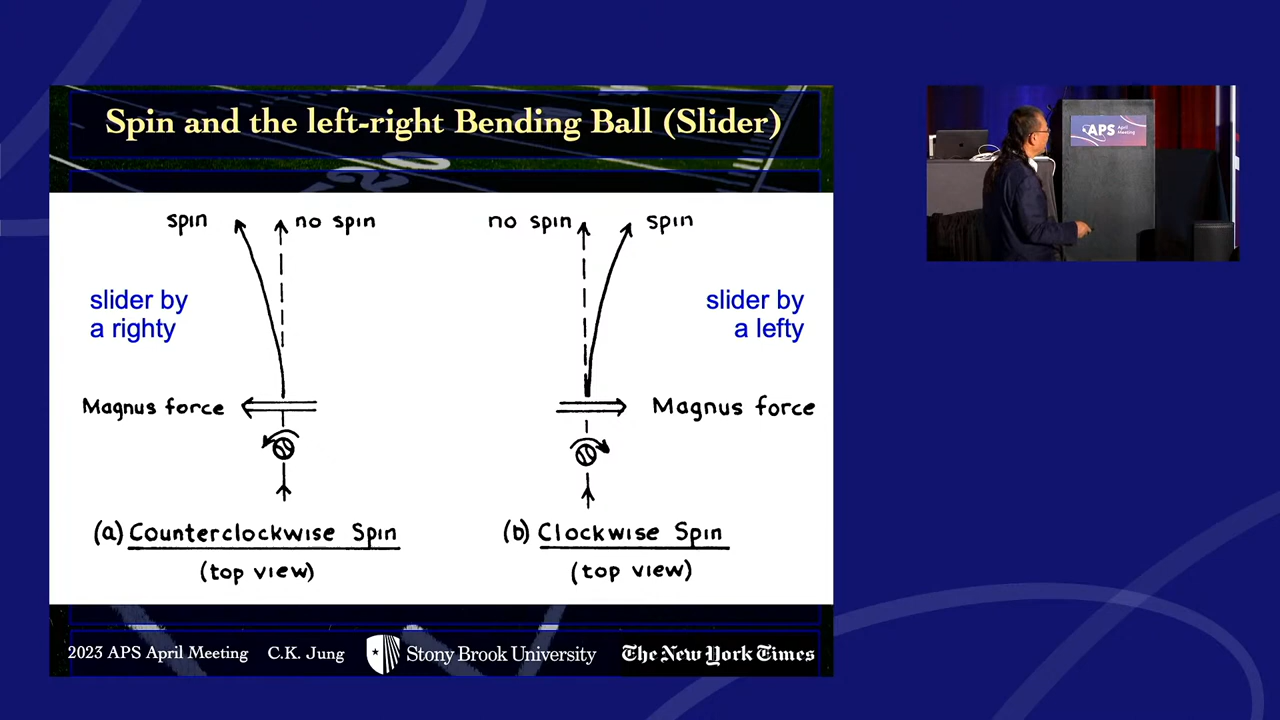 Spin and the left-right Bending Ball (Slider)
spin
no spin
no spin
spin
slider by
a righty
slider by
a lefty
Magnus force
Magnus force
(a) Counterclockwise Spin
(top view)
(b) Clockwise Spin
(top view)
2023 APS April Meeting
C.K. Jung
Stony Brook University
The New York Times
APS April
Meeting